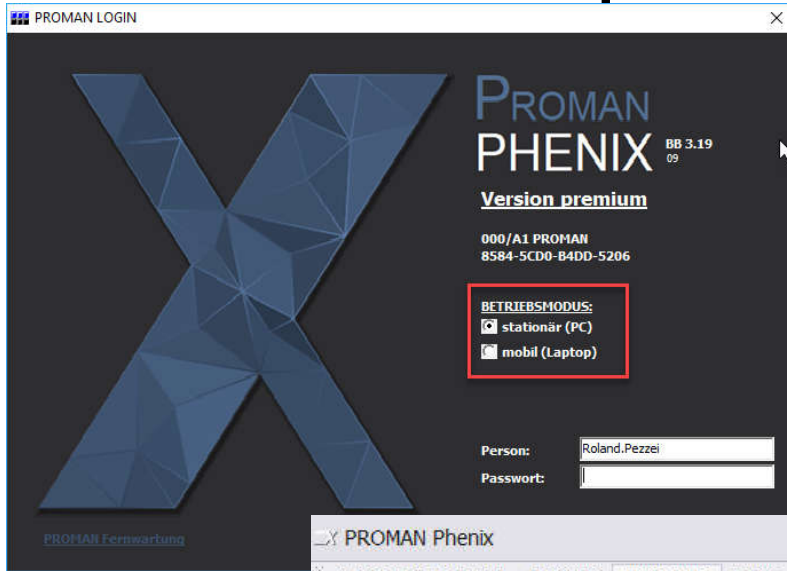 PROMAN LOGIN
PROMAN
PHENIX BB 3.19
09
Version premium
000/A1 PROMAN
8584-5CD0-B4DD-5206
BETRIEBSMODUS:
stationär (PC)
mobil (Laptop)
Person: Roland.Pezzei
Passwort:
PROMAN Fernwartung
PROMAN Phenix